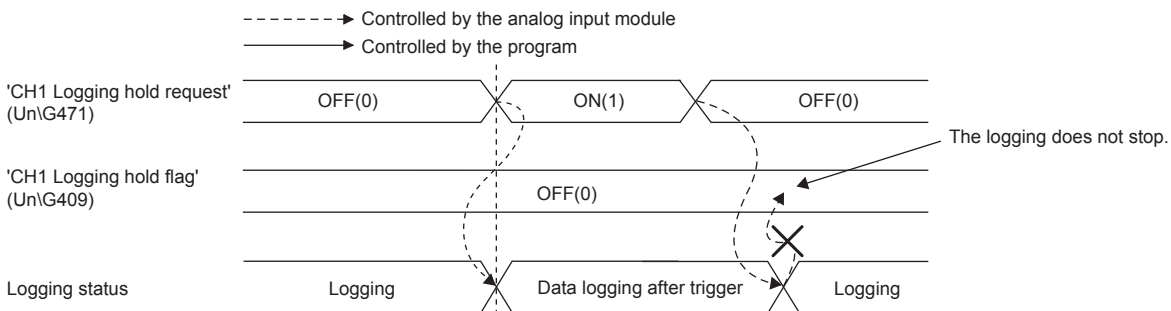 Controlled by the analog input module
Controlled by the program
'CH1 Logging hold request'
(Un\G471)
OFF(0)
ON(1)
OFF(0)
The logging does not stop.
'CH1 Logging hold flag'
(Un\G409)
OFF(0)
Logging status
Logging
Data logging after trigger
Logging